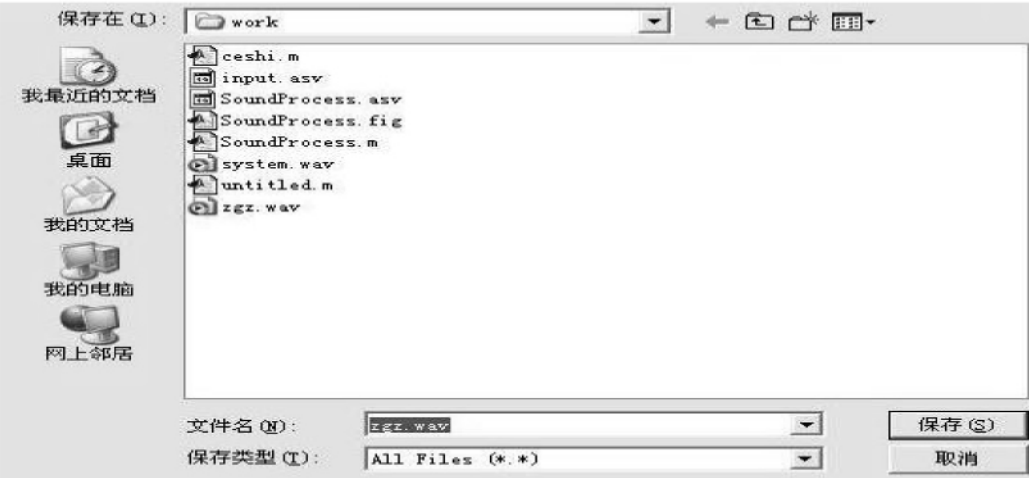 保存在(I): work
ceshi.m
input.asv
SoundProcess.asv
SoundProcess.fig
SoundProcess.m
system.wav
untitled.m
zgz.wav
我最近的文档
桌面
我的文档
我的电脑
网上邻居
文件名(N): zgz.wav 保存(S)
保存类型(T): All Files (*.*) 取消